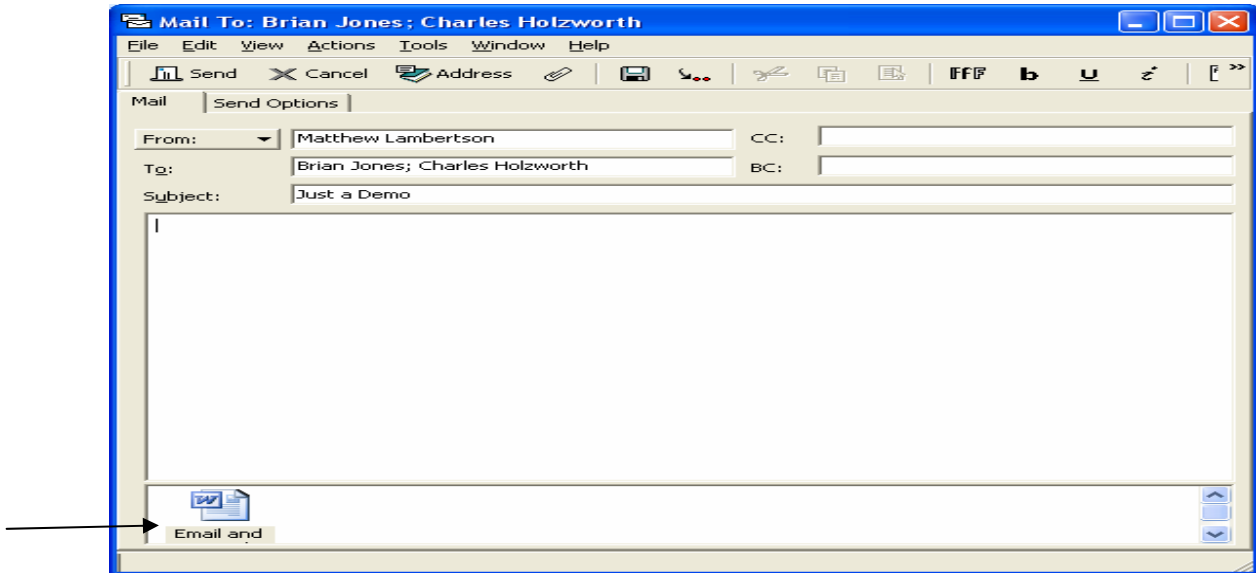 Mail To: Brian Jones; Charles Holzworth
File Edit View Actions Tools Window Help
Send Cancel Address FFF b u i
Mail Send Options
From: Matthew Lambertson CC:
To: Brian Jones; Charles Holzworth BC:
Subject: Just a Demo
Email and